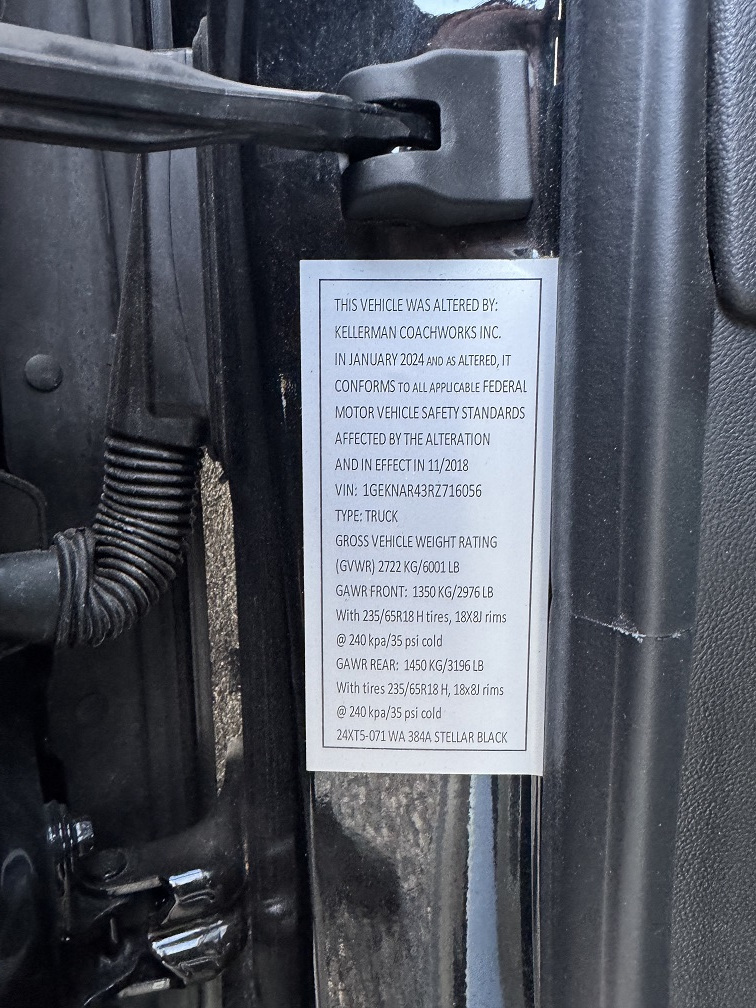 THIS VEHICLE WAS ALTERED BY:
KELLERMAN COACHWORKS INC.
IN JANUARY 2024 AND AS ALTERED, IT
CONFORMS TO ALL APPLICABLE FEDERAL
MOTOR VEHICLE SAFETY STANDARDS
AFFECTED BY THE ALTERATION
AND IN EFFECT IN 11/2018
VIN: 1GEKNAR43RZ716056
TYPE: TRUCK
GROSS VEHICLE WEIGHT RATING
(GVWR) 2722 KG/6001 LB
GAWR FRONT: 1350 KG/2976 LB
With 235/65R18 H tires, 18X8J rims
@ 240 kpa/35 psi cold
GAWR REAR: 1450 KG/3196 LB
With tires 235/65R18 H, 18x8J rims
@ 240 kpa/35 psi cold
24XT5-071 WA 384A STELLAR BLACK